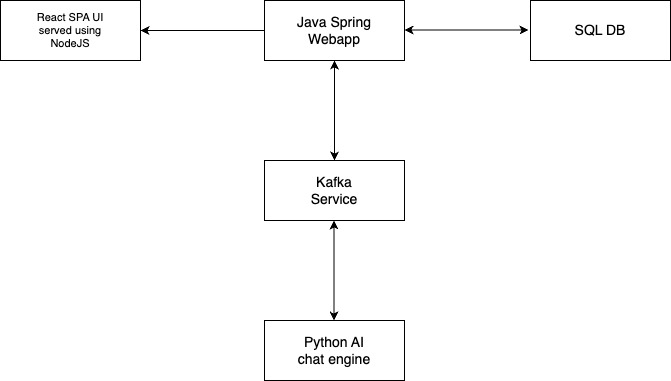 React SPA UI
served using
NodeJS
Java Spring
Webapp
SQL DB
Kafka
Service
Python AI
chat engine